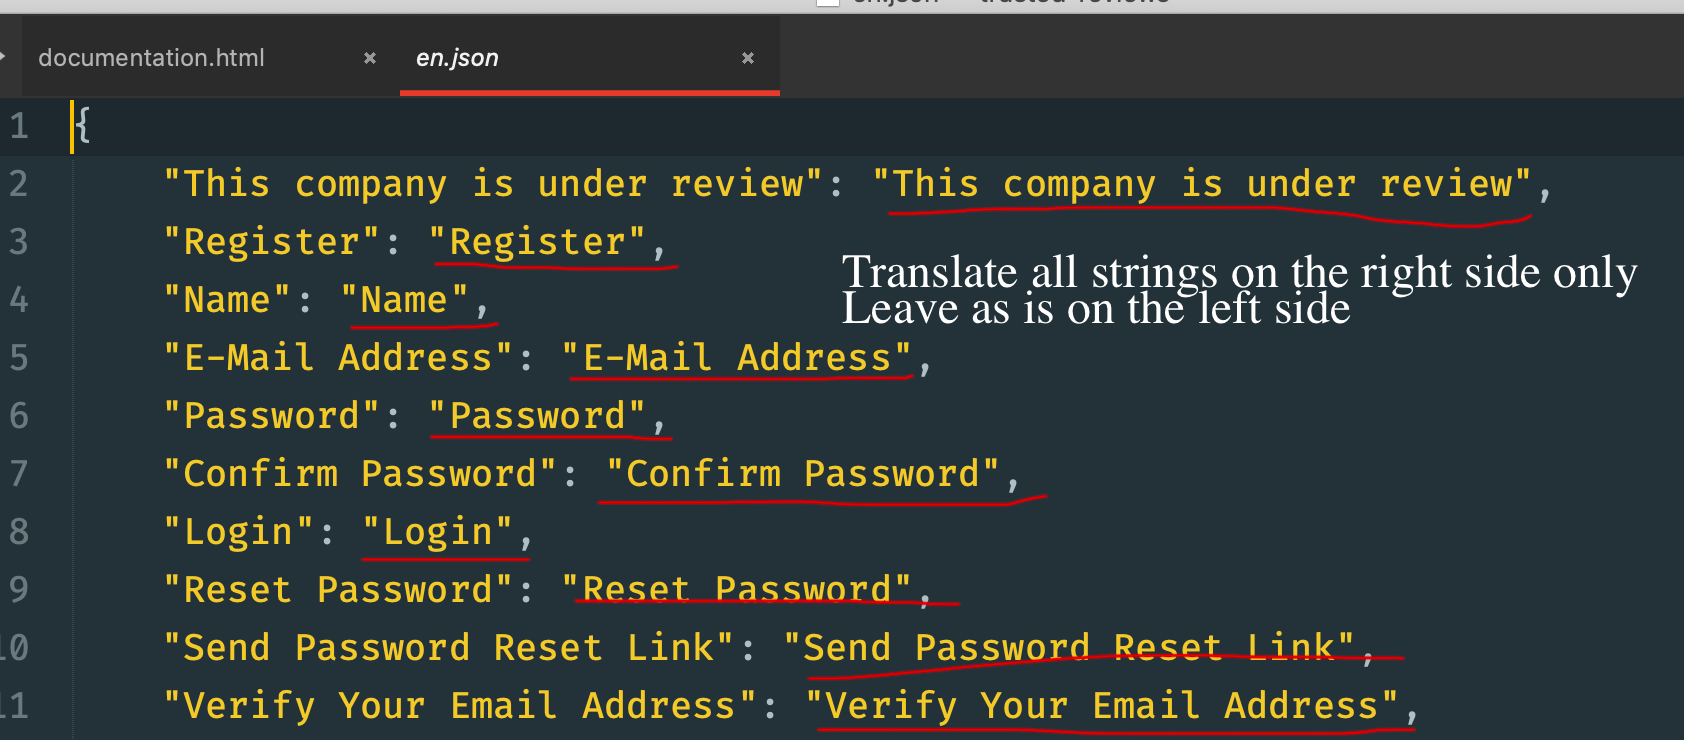 en.json — trusted-reviews
documentation.html × en.json ×
1 {
2 "This company is under review": "This company is under review",
3 "Register": "Register",
4 "Name": "Name",
5 "E-Mail Address": "E-Mail Address",
6 "Password": "Password",
7 "Confirm Password": "Confirm Password",
8 "Login": "Login",
9 "Reset Password": "Reset Password",
10 "Send Password Reset Link": "Send Password Reset Link",
11 "Verify Your Email Address": "Verify Your Email Address",
Translate all strings on the right side only
Leave as is on the left side